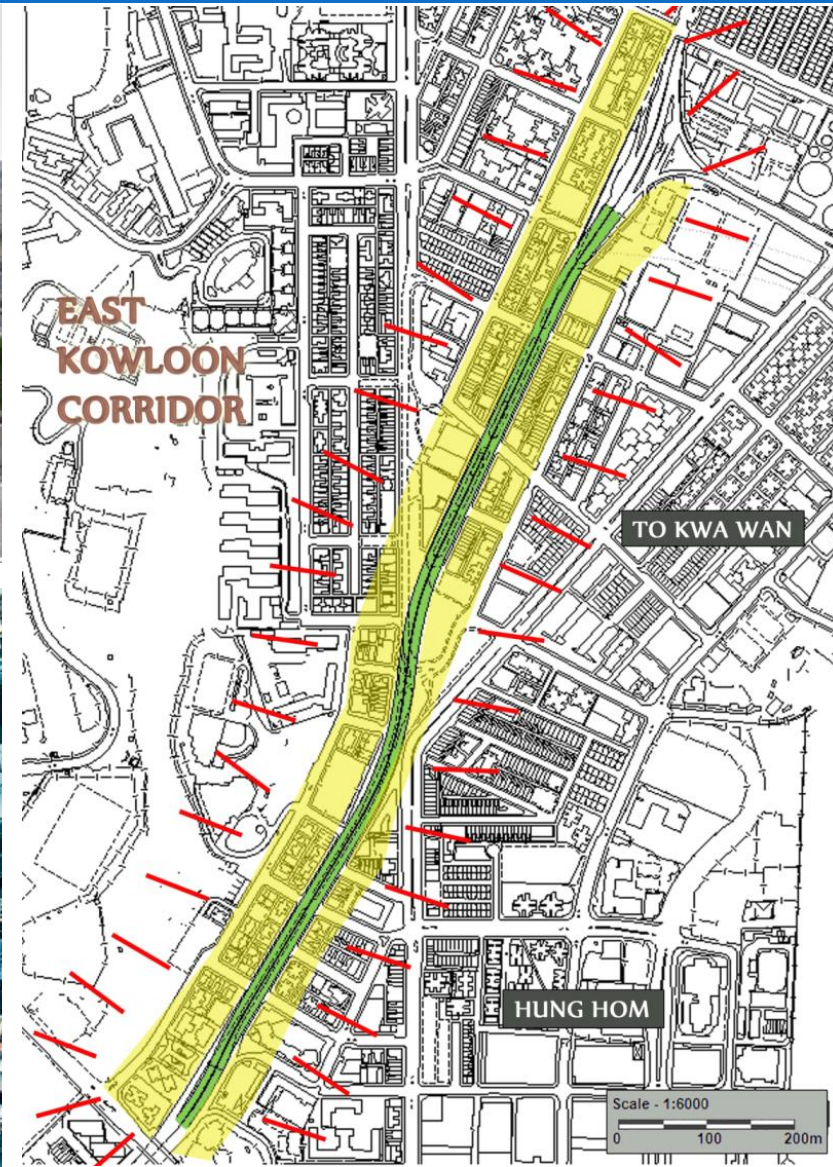 EAST
KOWLOON
CORRIDOR
TO KWA WAN
HUNG HOM
Scale - 1:6000
0 100 200m